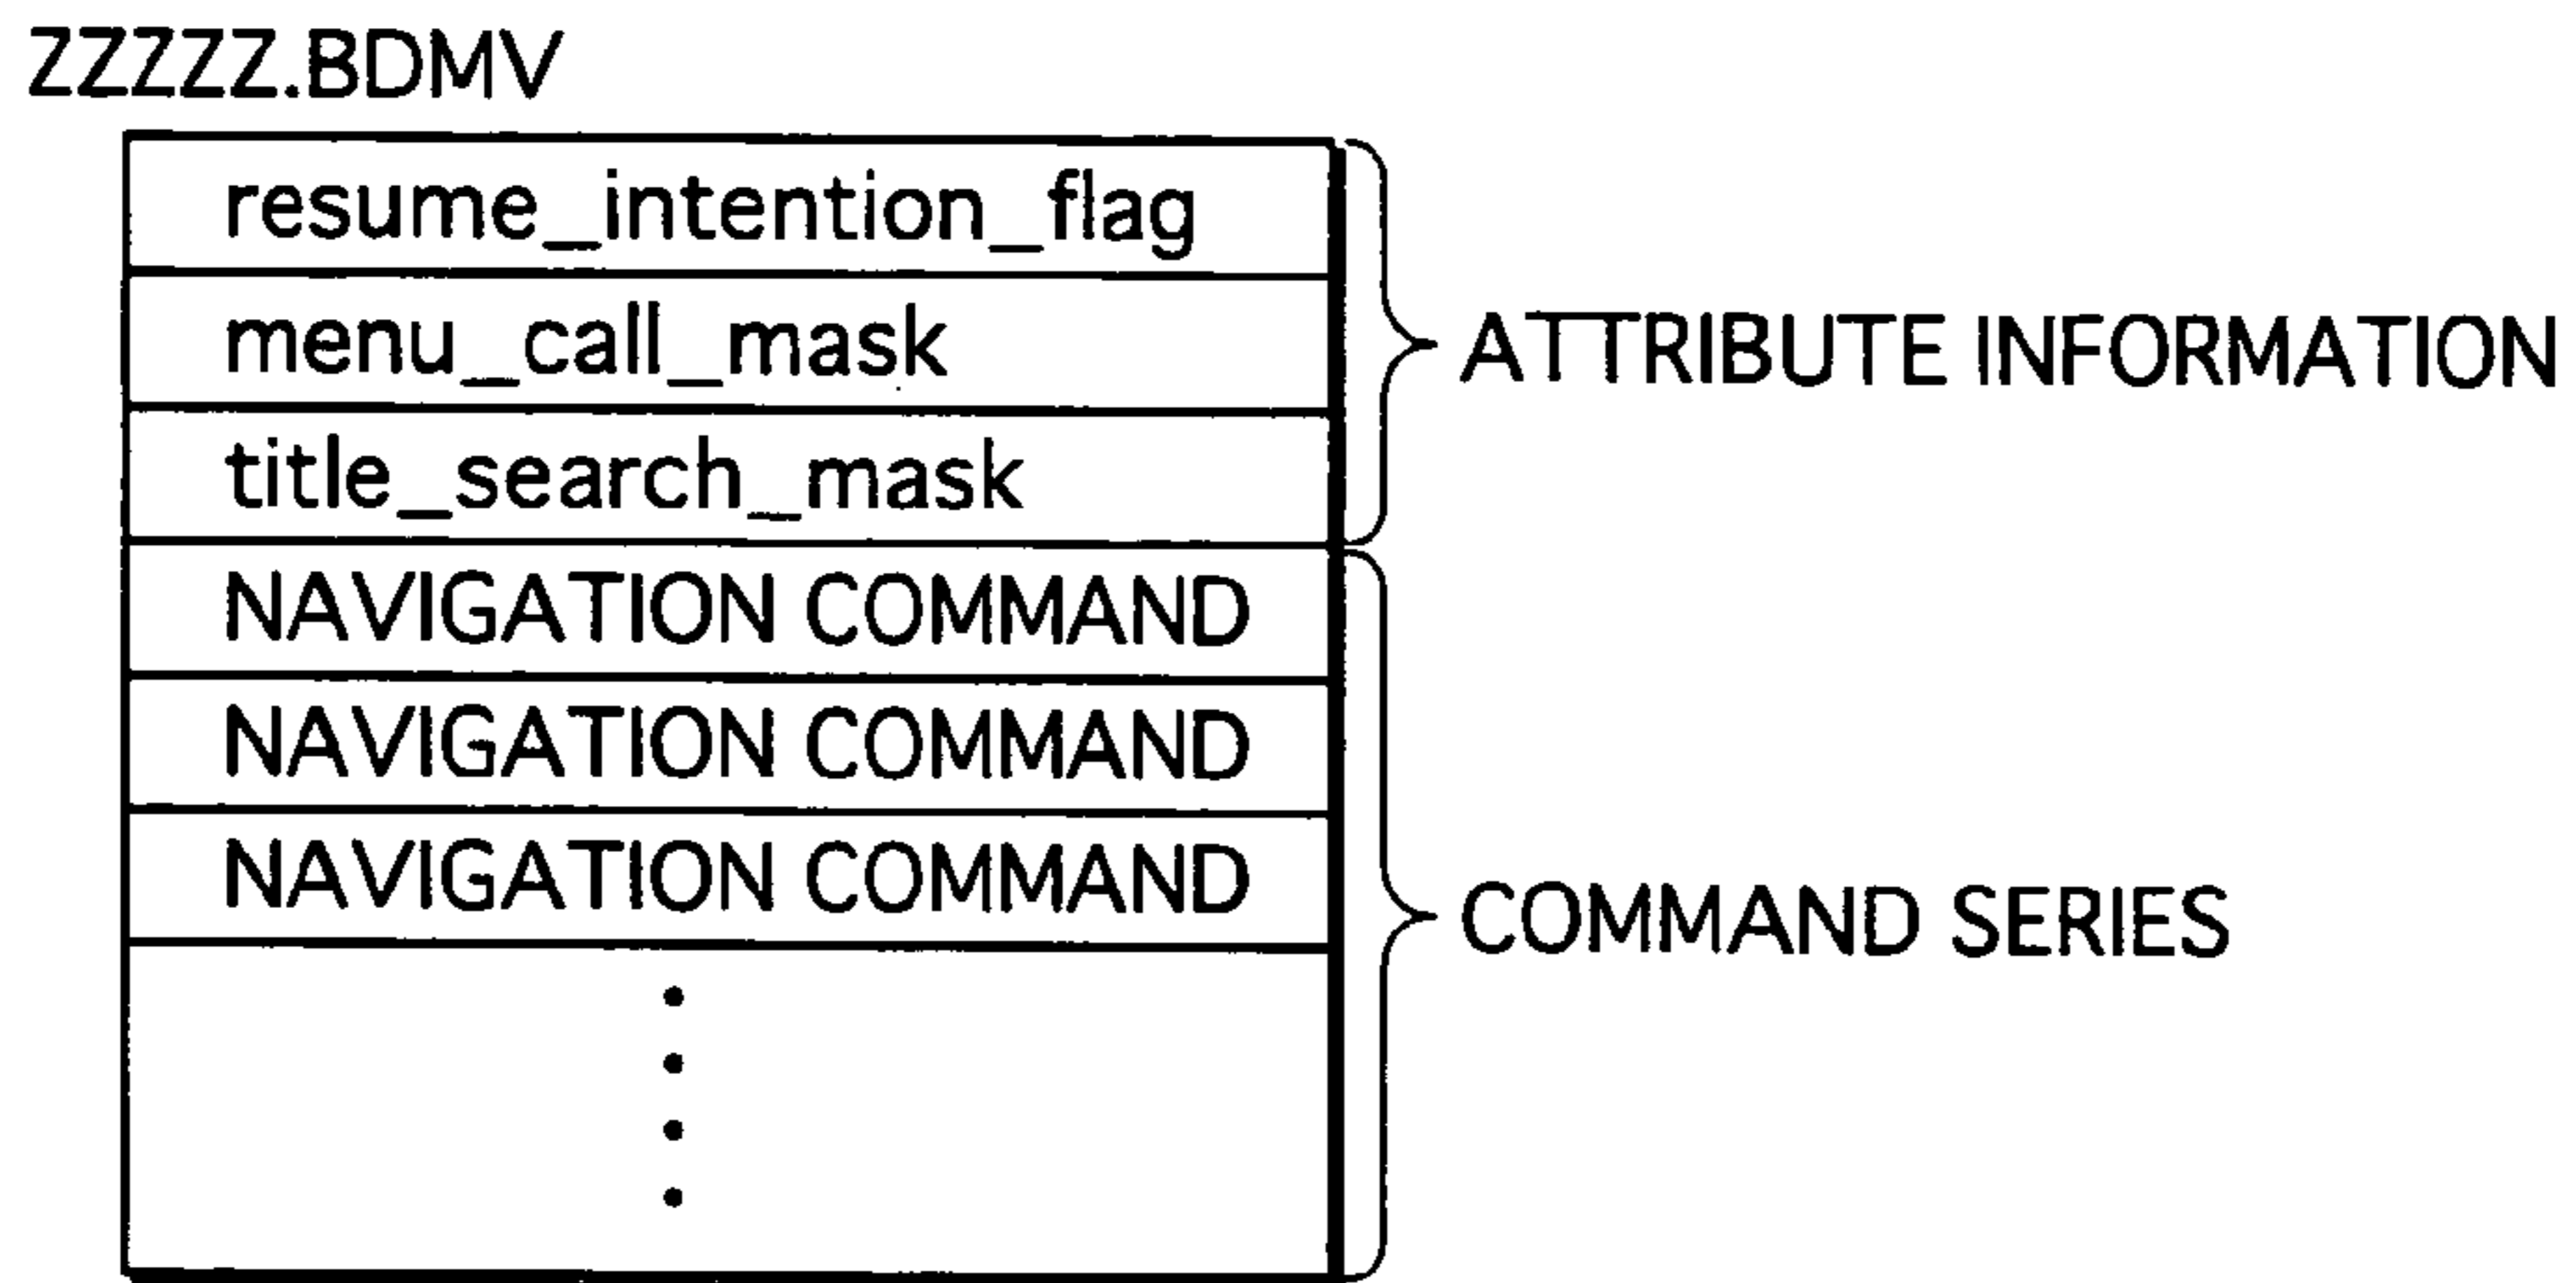 ZZZZZ.BDMV
resume_intention_flag
menu_call_mask
title_search_mask
ATTRIBUTE INFORMATION
NAVIGATION COMMAND
NAVIGATION COMMAND
NAVIGATION COMMAND
COMMAND SERIES